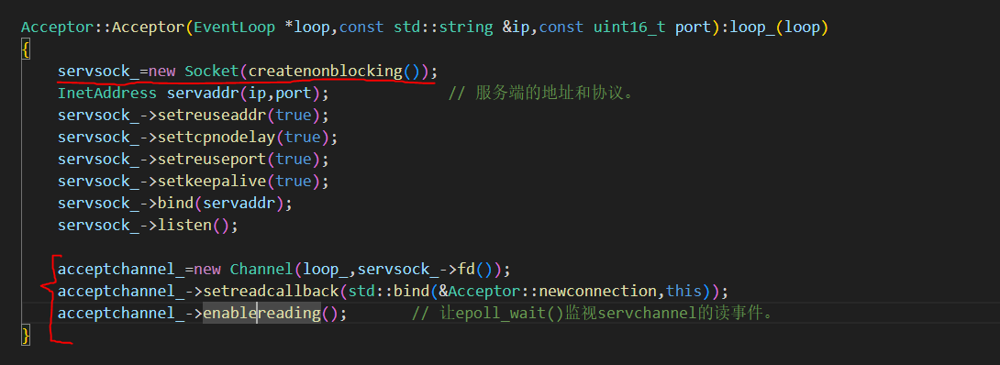 Acceptor::Acceptor(EventLoop *loop,const std::string &ip,const uint16_t port):loop_(loop)
{
servsock_=new Socket(createnonblocking());
InetAddress servaddr(ip,port); // 服务端的地址和协议。
servsock_->setreuseaddr(true);
servsock_->settcpnodelay(true);
servsock_->setreuseport(true);
servsock_->setkeepalive(true);
servsock_->bind(servaddr);
servsock_->listen();
acceptchannel_=new Channel(loop_,servsock_->fd());
acceptchannel_->setreadcallback(std::bind(&Acceptor::newconnection,this));
acceptchannel_->enablereading(); // 让epoll_wait()监视servchannel的读事件。
}